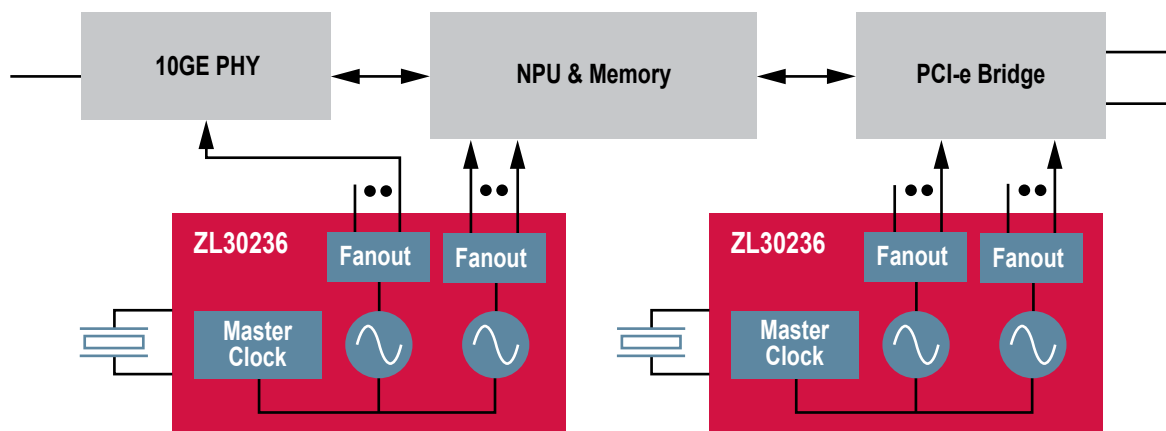 10GE PHY
NPU & Memory
PCI-e Bridge
ZL30236
Fanout
Fanout
Master
Clock
ZL30236
Fanout
Fanout
Master
Clock